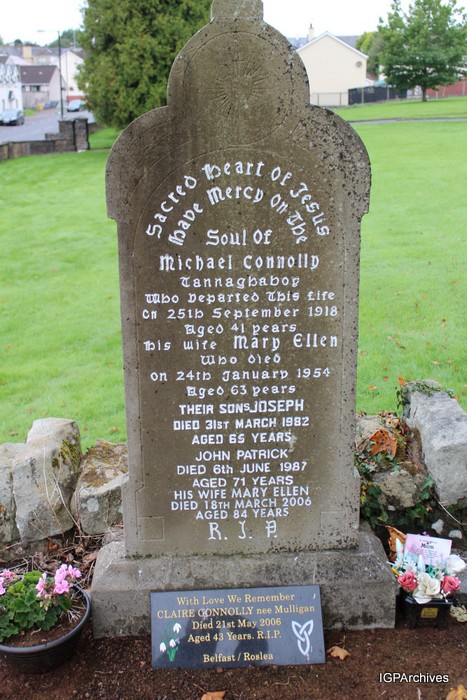 Sacred Heart Of Jesus
have Mercy On The
Soul Of
Michael Connolly
Tannaghaboy
Who Departed This Life
on 25th September 1918
Aged 41 years
his wife Mary Ellen
Who died
on 24th January 1954
Aged 63 years
THEIR SONS JOSEPH
DIED 31ST MARCH 1982
AGED 65 YEARS
JOHN PATRICK
DIED 6TH JUNE 1987
AGED 71 YEARS
HIS WIFE MARY ELLEN
DIED 18TH MARCH 2006
AGED 84 YEARS
R. I. P.
With Love We Remember
CLAIRE CONNOLLY nee Mulligan
Died 21st May 2006
Aged 43 Years. R.I.P.
Belfast / Roslea
IGPArchives